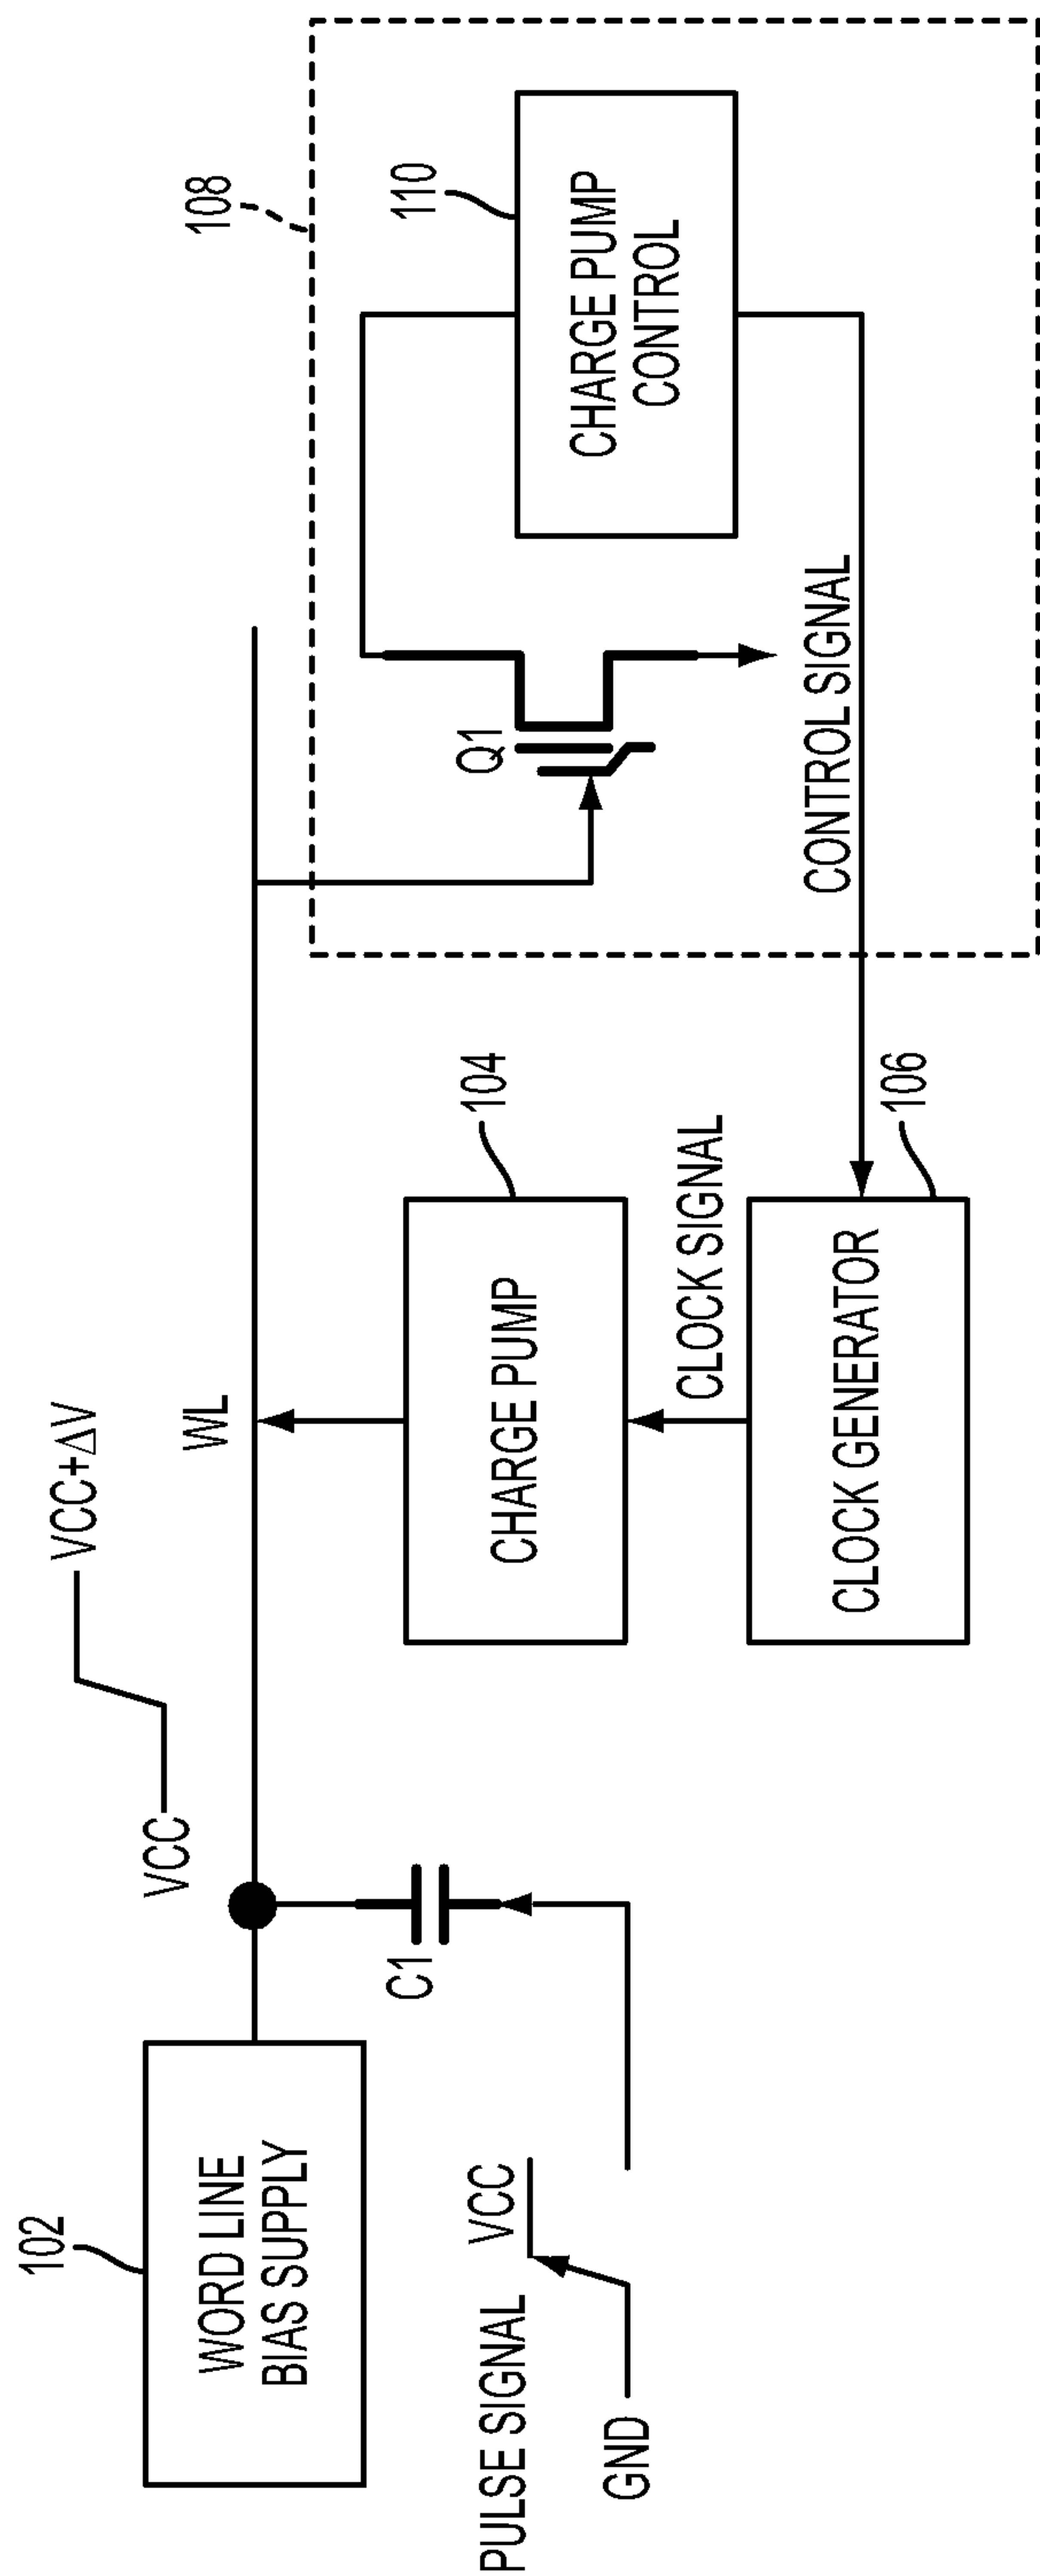 102
WORD LINE
BIAS SUPPLY
VCC
VCC+ΔV
WL
C1
PULSE SIGNAL
VCC
GND
CHARGE PUMP
104
CLOCK SIGNAL
CLOCK GENERATOR
106
108
Q1
110
CHARGE PUMP
CONTROL
CONTROL SIGNAL